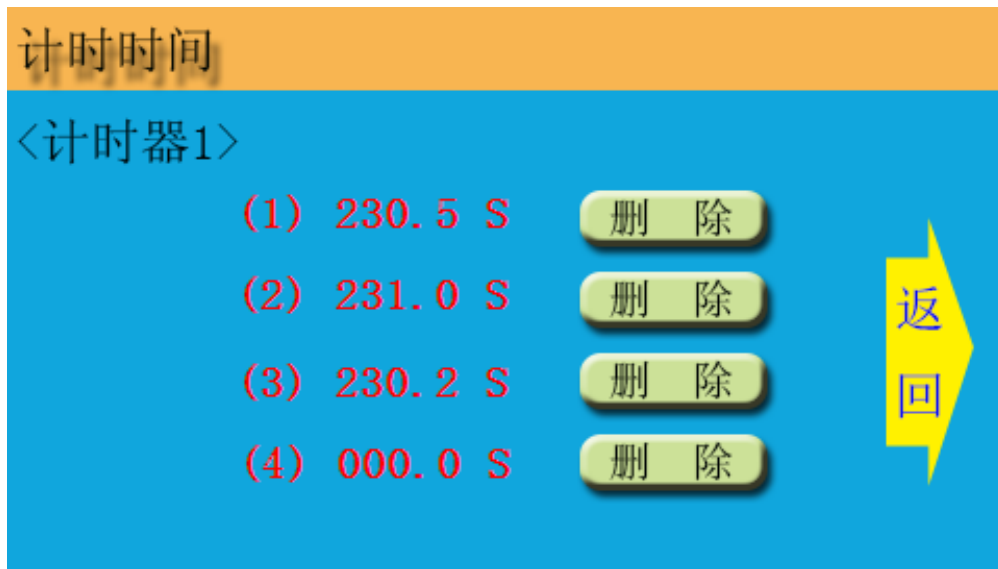 计时时间
<计时器1>
(1) 230.5 S 删 除
(2) 231.0 S 删 除
(3) 230.2 S 删 除
(4) 000.0 S 删 除
返
回